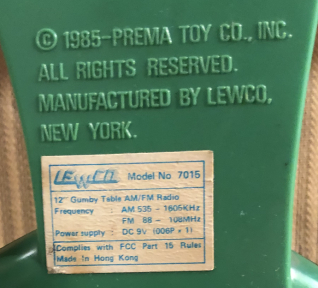 © 1985-PREMA TOY CO., INC.
ALL RIGHTS RESERVED.
MANUFACTURED BY LEWCO,
NEW YORK.
LEWCO Model No 7015
12" Gumby Table AM/FM Radio
Frequency AM 535 - 1605KHz
FM 88 - 108MHz
Power supply : DC 9V (006P x 1)
Complies with FCC Part 15 Rules
Made In Hong Kong